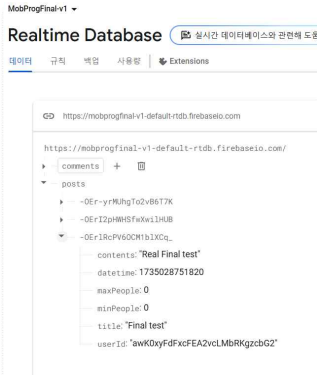 MobProgFinal-v1
Realtime Database
실시간 데이터베이스와 관련해 도움
데이터 규칙 백업 사용량 Extensions
https://mobprogfinal-v1-default-rtdb.firebaseio.com
https://mobprogfinal-v1-default-rtdb.firebaseio.com/
comments
posts
-OEr-yrMUhgTo2vB6T7K
-OErI2pHWHSfwXwilHUB
-OErlRcPV6OCM1blXCq_
contents: "Real Final test"
datetime: 1735028751820
maxPeople: 0
minPeople: 0
title: "Final test"
userId: "awK0xyFdFxcFEA2vcLMbRKgzcbG2"